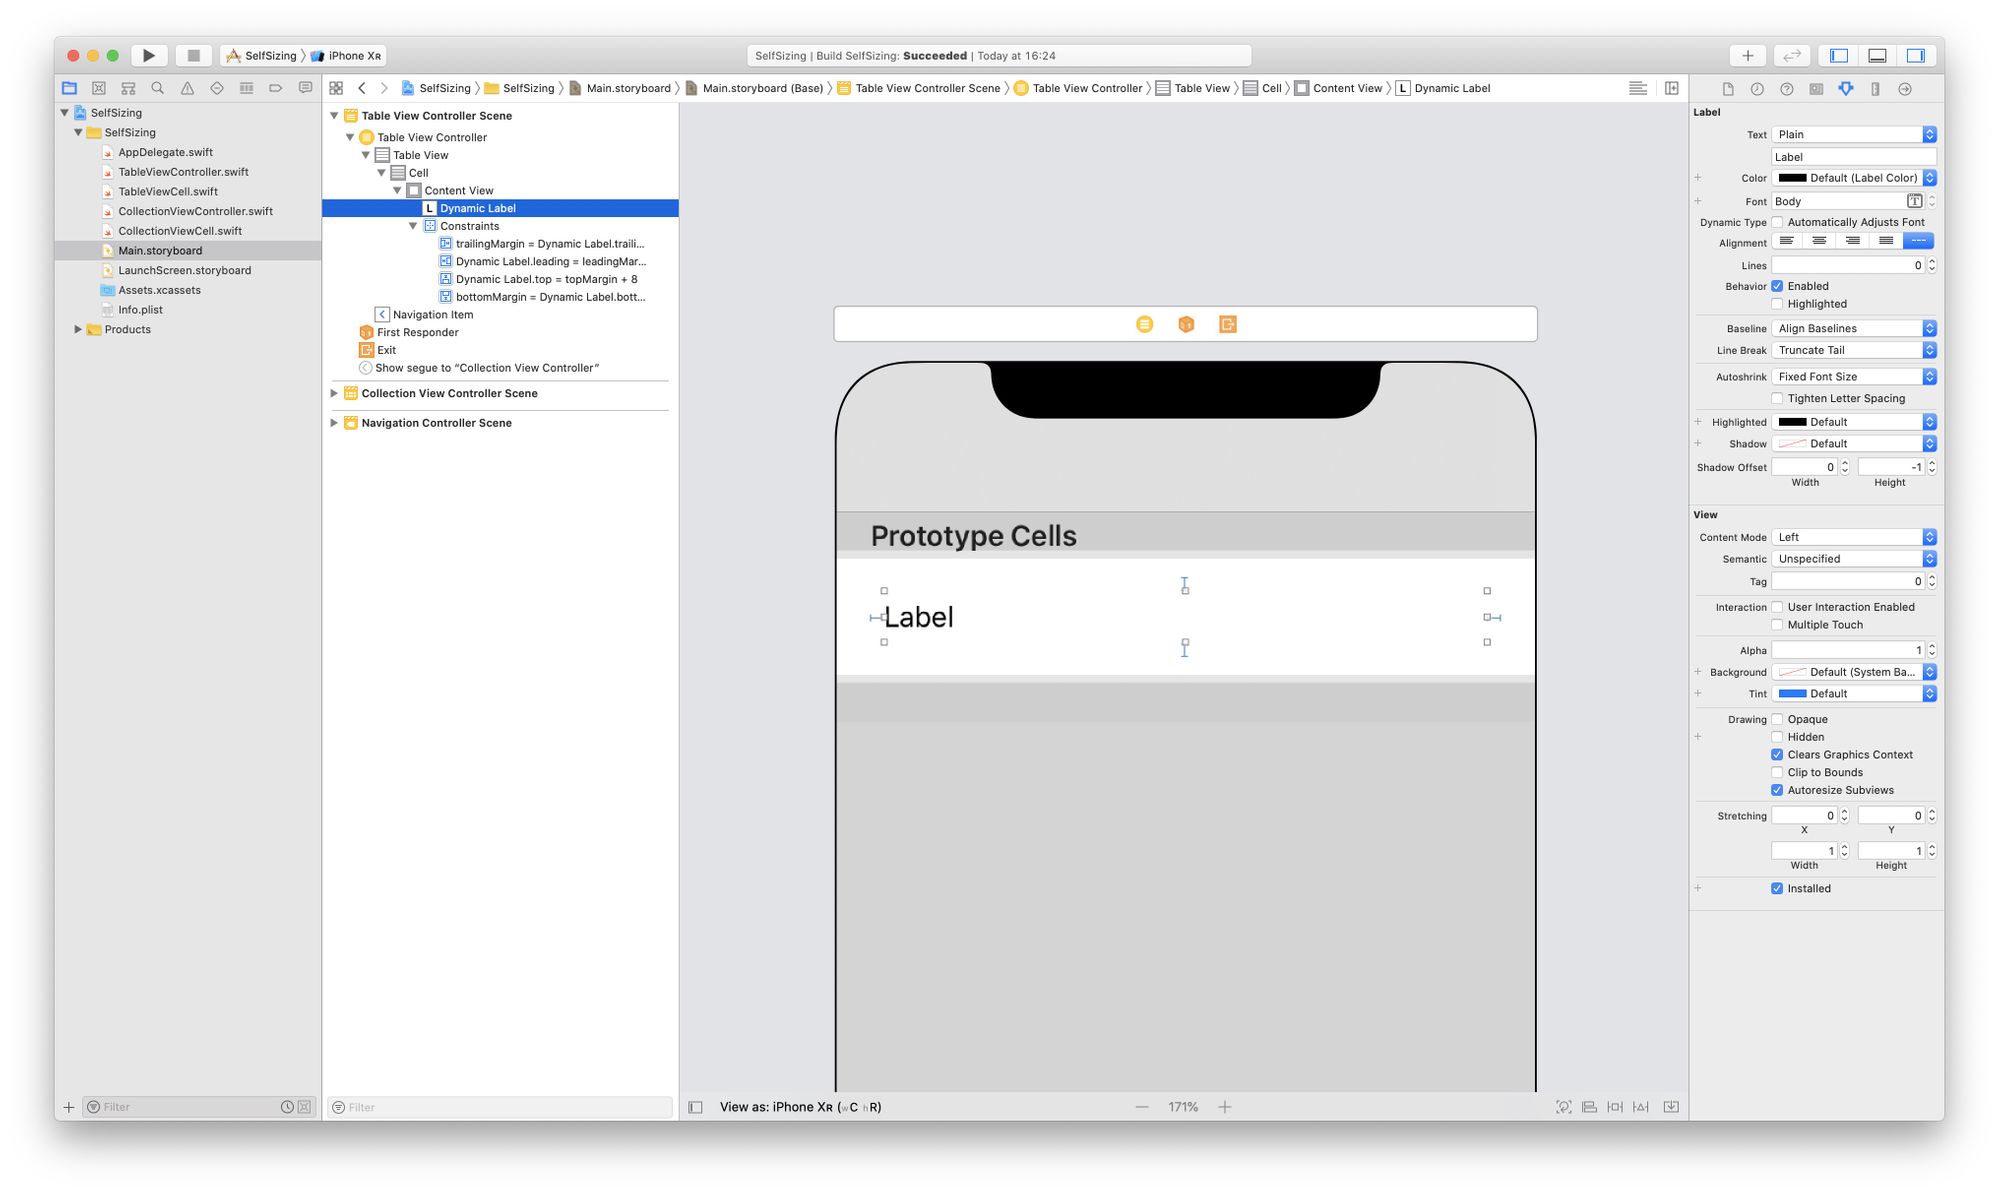 SelfSizing iPhone XR
SelfSizing | Build SelfSizing: Succeeded | Today at 16:24
SelfSizing SelfSizing Main.storyboard Main.storyboard (Base) Table View Controller Scene Table View Controller Table View Cell Content View L Dynamic Label
SelfSizing
SelfSizing
AppDelegate.swift
TableViewController.swift
TableViewCell.swift
CollectionViewController.swift
CollectionViewCell.swift
Main.storyboard
LaunchScreen.storyboard
Assets.xcassets
Info.plist
Products
Filter
Table View Controller Scene
Table View Controller
Table View
Cell
Content View
L Dynamic Label
Constraints
trailingMargin = Dynamic Label.traili...
Dynamic Label.leading = leadingMar...
Dynamic Label.top = topMargin + 8
bottomMargin = Dynamic Label.bott...
Navigation Item
First Responder
Exit
Show segue to “Collection View Controller”
Collection View Controller Scene
Navigation Controller Scene
Filter
Prototype Cells
Label
View as: iPhone XR (wC hR)
171%
Label
Text Plain
Label
Color Default (Label Color)
Font Body T
Dynamic Type Automatically Adjusts Font
Alignment
Lines 0
Behavior Enabled
Highlighted
Baseline Align Baselines
Line Break Truncate Tail
Autoshrink Fixed Font Size
Tighten Letter Spacing
Highlighted Default
Shadow Default
Shadow Offset 0 -1
Width Height
View
Content Mode Left
Semantic Unspecified
Tag 0
Interaction User Interaction Enabled
Multiple Touch
Alpha 1
Background Default (System Ba...
Tint Default
Drawing Opaque
Hidden
Clears Graphics Context
Clip to Bounds
Autoresize Subviews
Stretching 0 0
X Y
1 1
Width Height
Installed